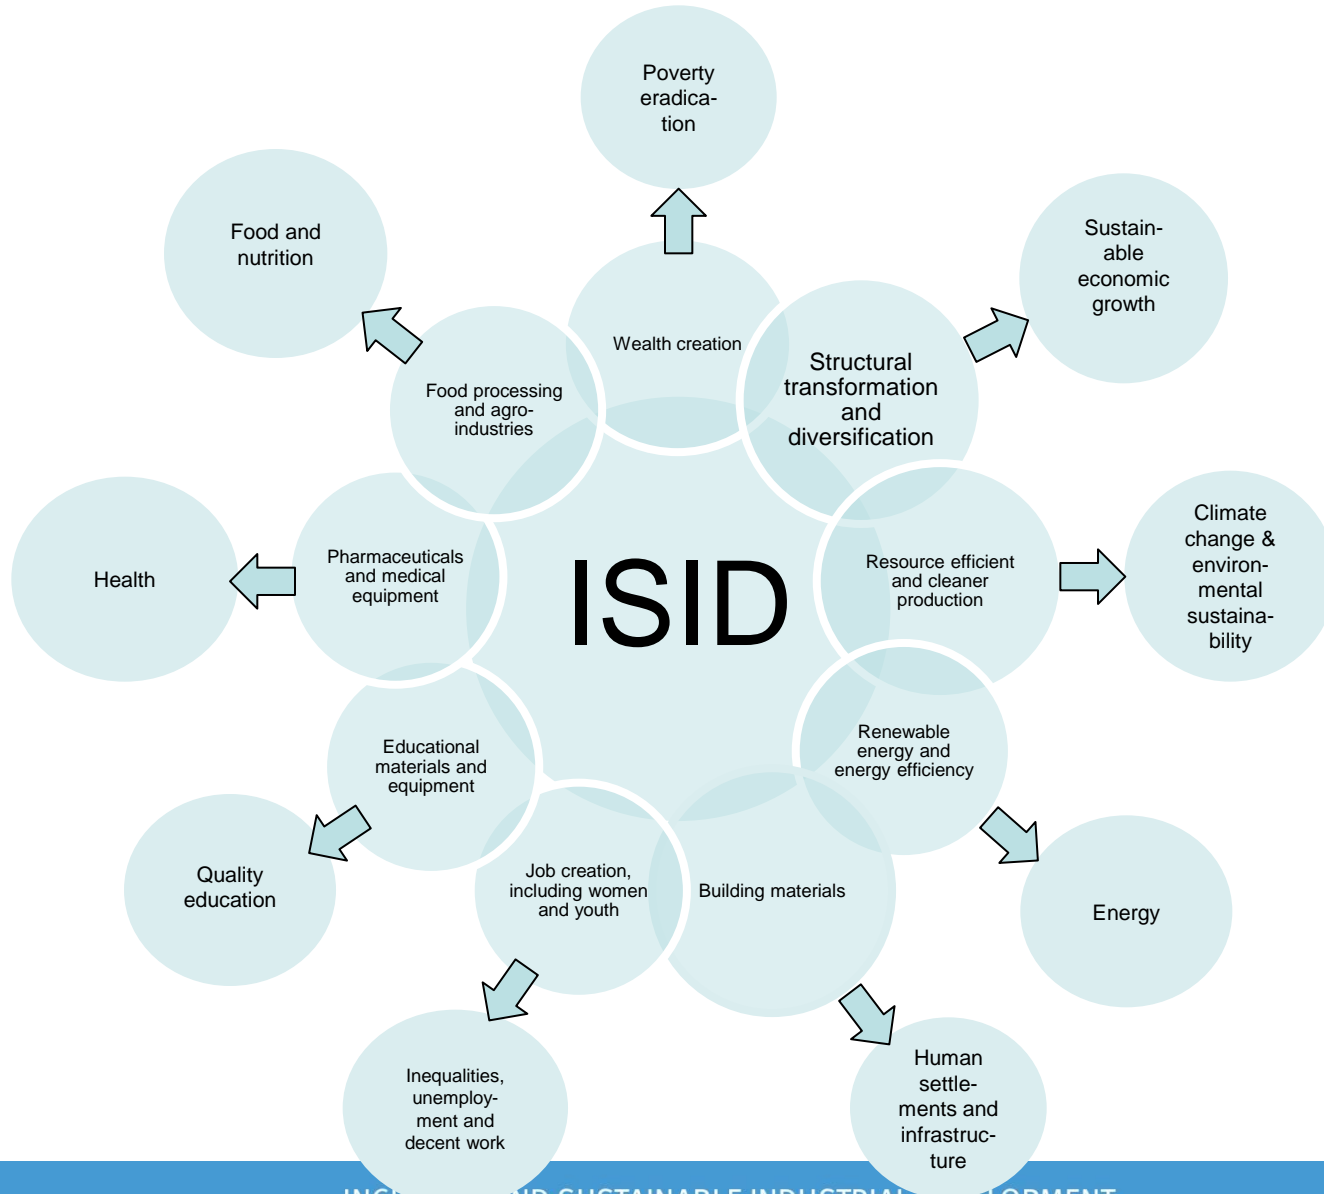 Poverty
eradica-
tion
Food and
nutrition
Sustain-
able
economic
growth
Wealth creation
Structural
transformation
and
diversification
Food processing
and agro-
industries
Climate
change &
environ-
mental
sustaina-
bility
Health
Pharmaceuticals
and medical
equipment
ISID
Resource efficient
and cleaner
production
Renewable
energy and
energy efficiency
Educational
materials and
equipment
Quality
education
Job creation,
including women
and youth
Building materials
Energy
Inequalities,
unemploy-
ment and
decent work
Human
settle-
ments and
infrastruc-
ture
SUSTAINABLE INDUSTRIAL